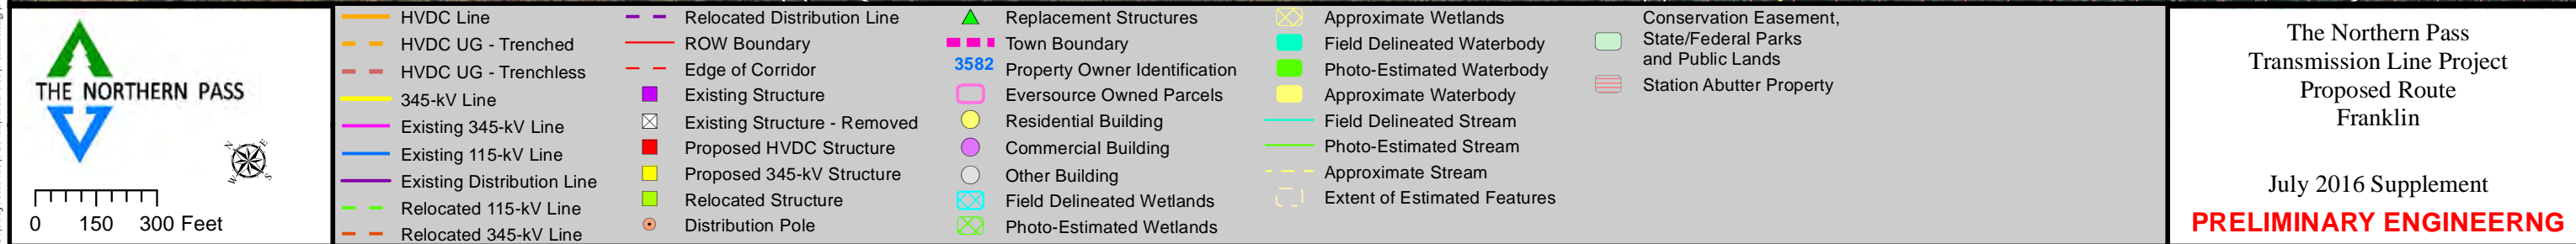 THE NORTHERN PASS
N
E
W
S
0 150 300 Feet
HVDC Line
HVDC UG - Trenched
HVDC UG - Trenchless
345-kV Line
Existing 345-kV Line
Existing 115-kV Line
Existing Distribution Line
Relocated 115-kV Line
Relocated 345-kV Line
Relocated Distribution Line
ROW Boundary
Edge of Corridor
Existing Structure
Existing Structure - Removed
Proposed HVDC Structure
Proposed 345-kV Structure
Relocated Structure
Distribution Pole
Replacement Structures
Town Boundary
3582 Property Owner Identification
Eversource Owned Parcels
Residential Building
Commercial Building
Other Building
Field Delineated Wetlands
Photo-Estimated Wetlands
Approximate Wetlands
Field Delineated Waterbody
Photo-Estimated Waterbody
Approximate Waterbody
Field Delineated Stream
Photo-Estimated Stream
Approximate Stream
Extent of Estimated Features
Conservation Easement,
State/Federal Parks
and Public Lands
Station Abutter Property
The Northern Pass
Transmission Line Project
Proposed Route
Franklin
July 2016 Supplement
PRELIMINARY ENGINEERNG